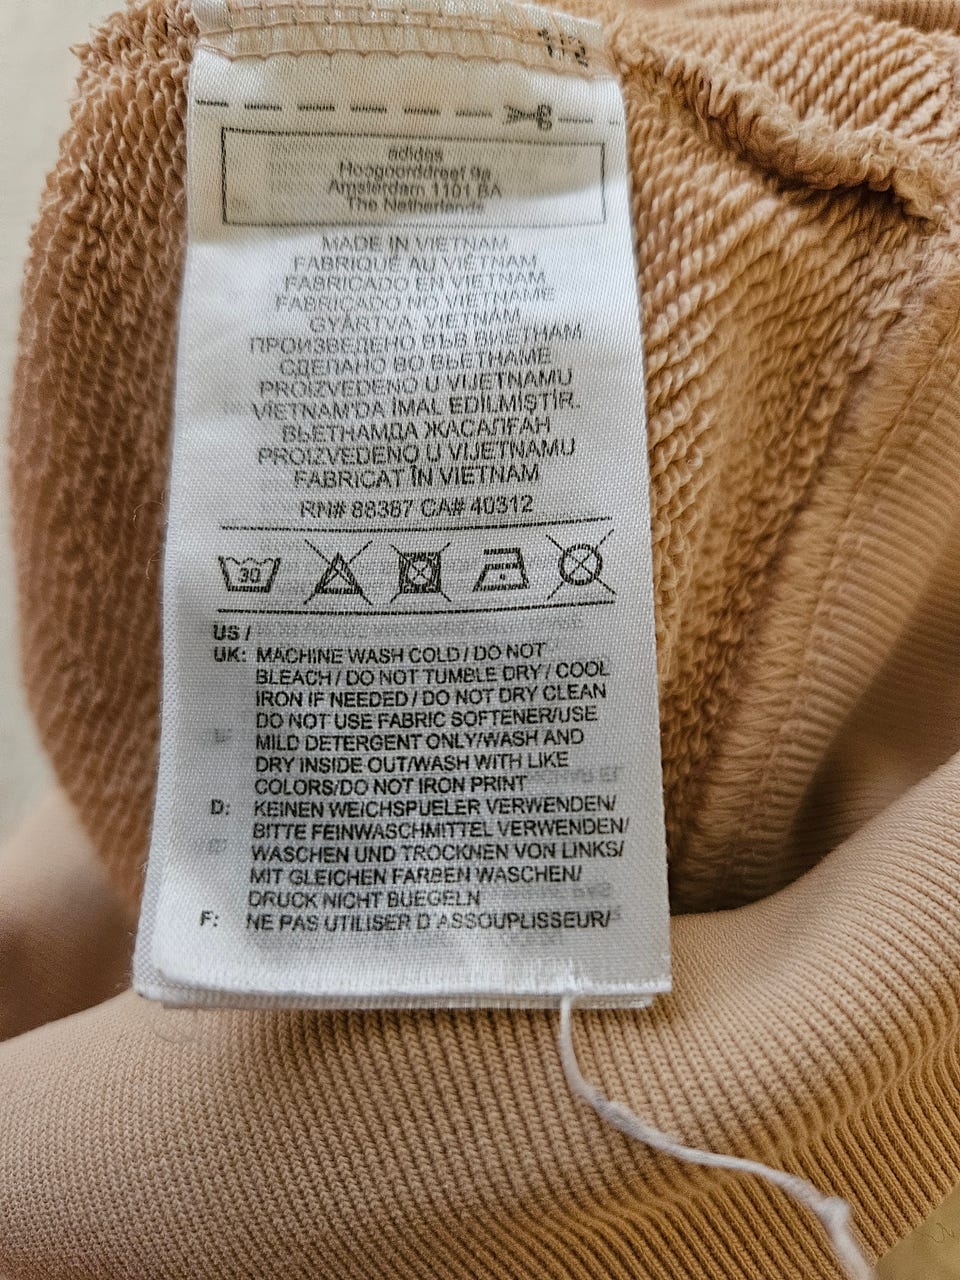 adidas
Hoogoorddreef 9a
Amsterdam 1101 BA
The Netherlands
MADE IN VIETNAM
FABRIQUÉ AU VIÊTNAM
FABRICADO EN VIETNAM
FABRICADO NO VIETNAME
GYÁRTVA: VIETNAM
ПРОИЗВЕДЕНО ВЪВ ВИЕТНАМ
СДЕЛАНО ВО ВЬЕТНАМЕ
PROIZVEDENO U VIJETNAMU
VİETNAM'DA İMAL EDİLMİŞTİR.
ВЬЕТНАМДА ЖАСАЛҒАН
PROIZVEDENO U VIJETNAMU
FABRICAT ÎN VIETNAM
RN# 88387 CA# 40312
30
US /
UK: MACHINE WASH COLD / DO NOT
BLEACH / DO NOT TUMBLE DRY / COOL
IRON IF NEEDED / DO NOT DRY CLEAN
DO NOT USE FABRIC SOFTENER/USE
MILD DETERGENT ONLY/WASH AND
DRY INSIDE OUT/WASH WITH LIKE
COLORS/DO NOT IRON PRINT
D: KEINEN WEICHSPUELER VERWENDEN/
BITTE FEINWASCHMITTEL VERWENDEN/
WASCHEN UND TROCKNEN VON LINKS/
MIT GLEICHEN FARBEN WASCHEN/
DRUCK NICHT BUEGELN
F: NE PAS UTILISER D'ASSOUPLISSEUR/